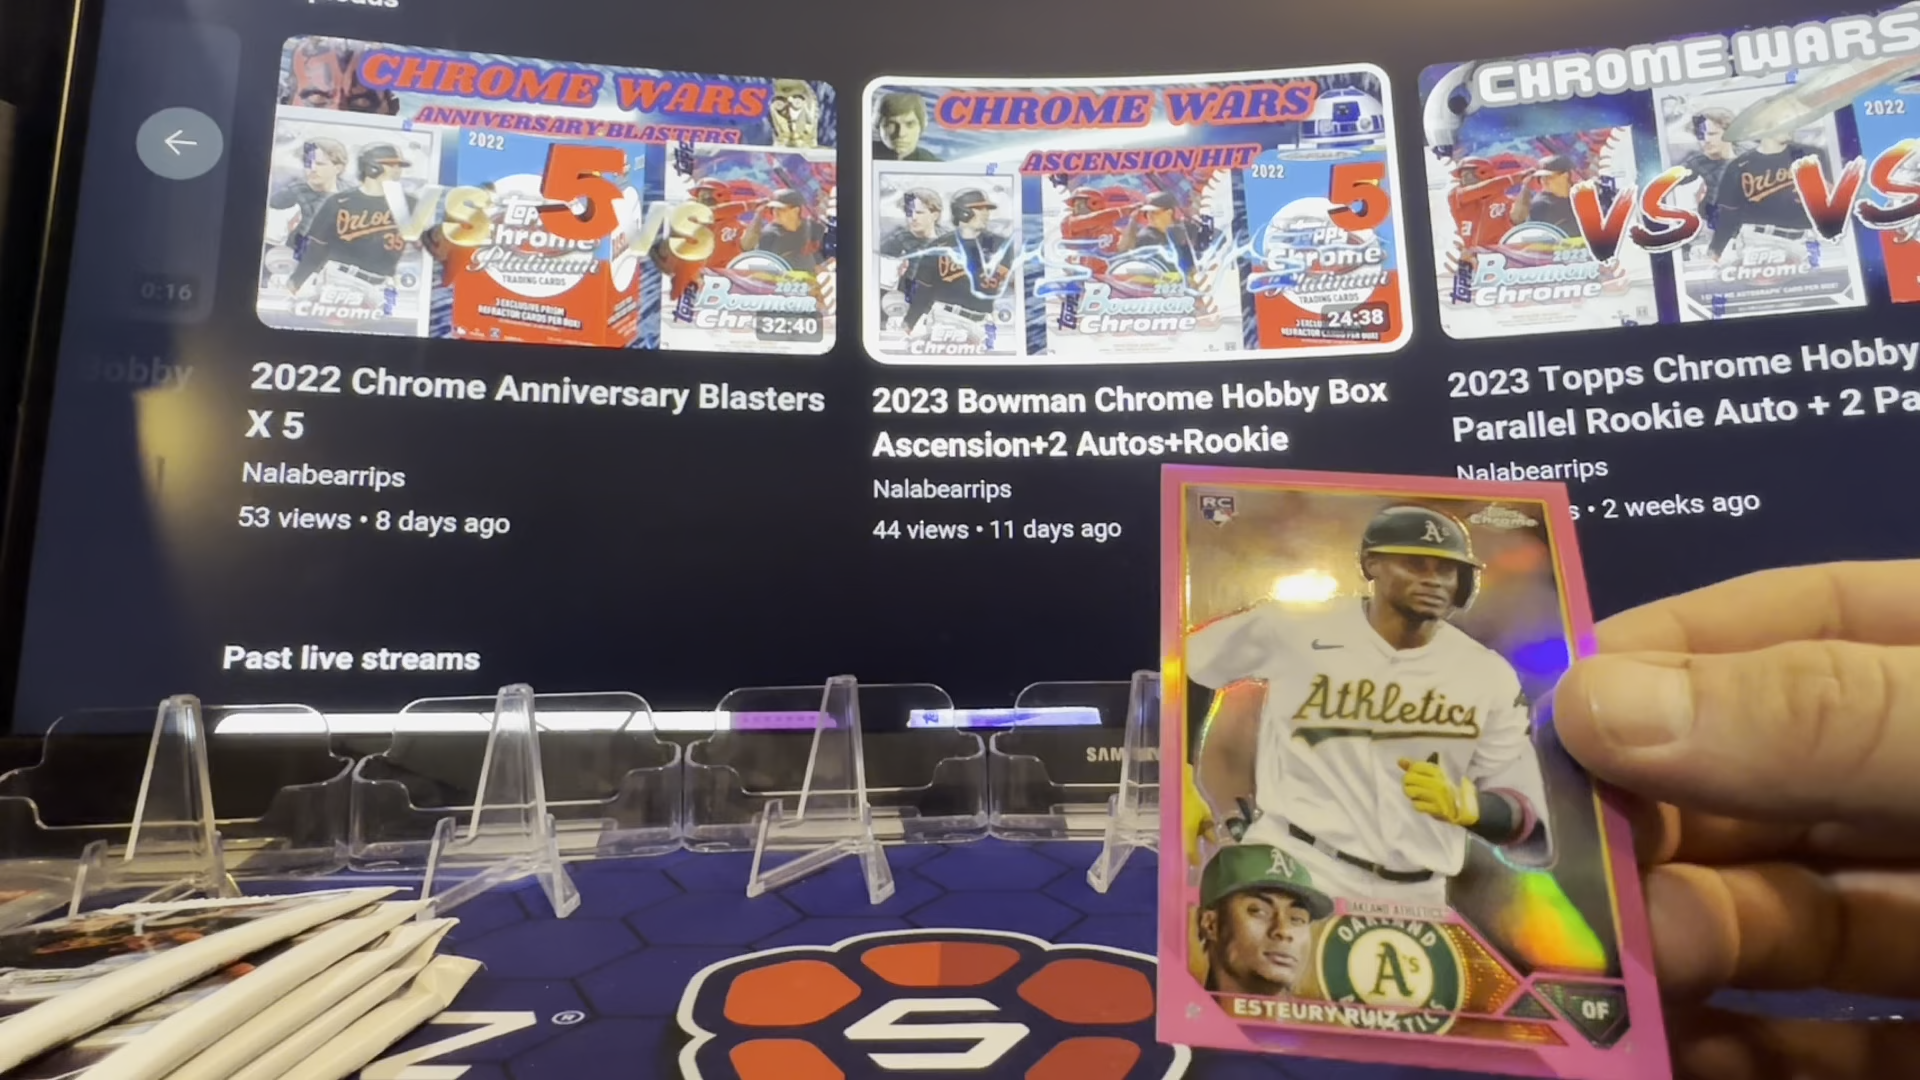 CHROME WARS
ANNIVERSARY BLASTERS
2022
5
VS
VS
Topps
Chrome
Platinum
TRADING CARDS
Bowman
32:40
CHROME WARS
ASCENSION HIT
2022
5
Bowman
Chrome
Chrome
Platinum
TRADING CARDS
24:38
CHROME WARS
2022
VS
VS
Bowman
Chrome
Chrome
0:16
2022 Chrome Anniversary Blasters
X 5
Nalabearrips
53 views • 8 days ago
2023 Bowman Chrome Hobby Box
Ascension+2 Autos+Rookie
Nalabearrips
44 views • 11 days ago
2023 Topps Chrome Hobby
Parallel Rookie Auto + 2 Pa
Nalabearrips
s • 2 weeks ago
Hobby
Past live streams
SAM
RC
Topps
Chrome
A's
Athletics
A's
OAKLAND ATHLETICS
OAKLAND
A's
ESTEURY RUIZ
OF
S
®